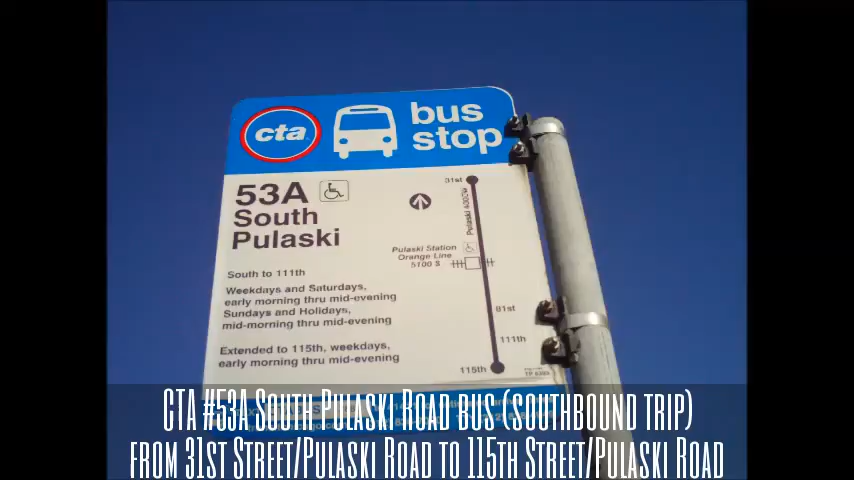 cta
bus
stop
53A
South
Pulaski
South to 111th
Weekdays and Saturdays,
early morning thru mid-evening
Sundays and Holidays,
mid-morning thru mid-evening
Extended to 115th, weekdays,
early morning thru mid-evening
31st
Pulaski 4000W
Pulaski Station
Orange Line
5100 S
81st
111th
115th
CTA #53A South Pulaski Road bus (southbound trip)
from 31st Street/Pulaski Road to 115th Street/Pulaski Road